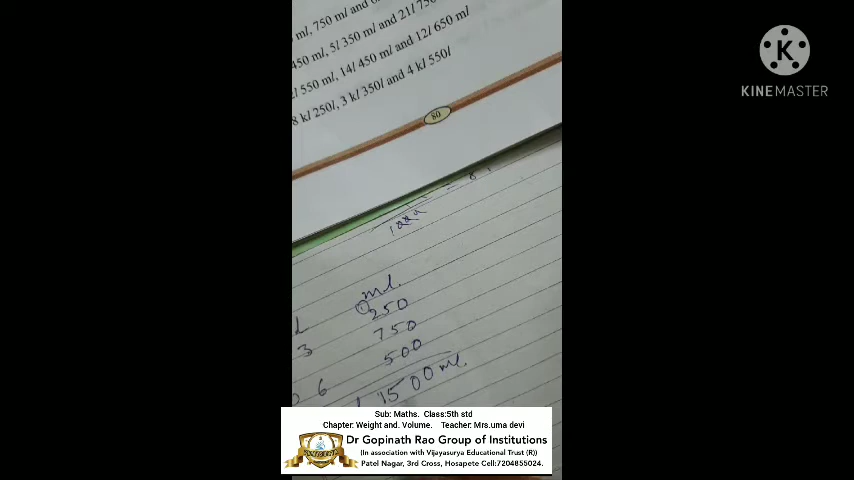 ml, 750 ml and
450 ml, 5l 350 ml and 21l 750
l 550 ml, 14l 450 ml and 12l 650 ml
8 kl 250l, 3 kl 350l and 4 kl 550l
80
KINEMASTER
L ml.
3 250
750
6 500
1500 ml.
Sub: Maths. Class:5th std
Chapter: Weight and. Volume. Teacher: Mrs.uma devi
Dr Gopinath Rao Group of Institutions
(In association with Vijayasurya Educational Trust (R))
Patel Nagar, 3rd Cross, Hosapete Cell:7204855024.